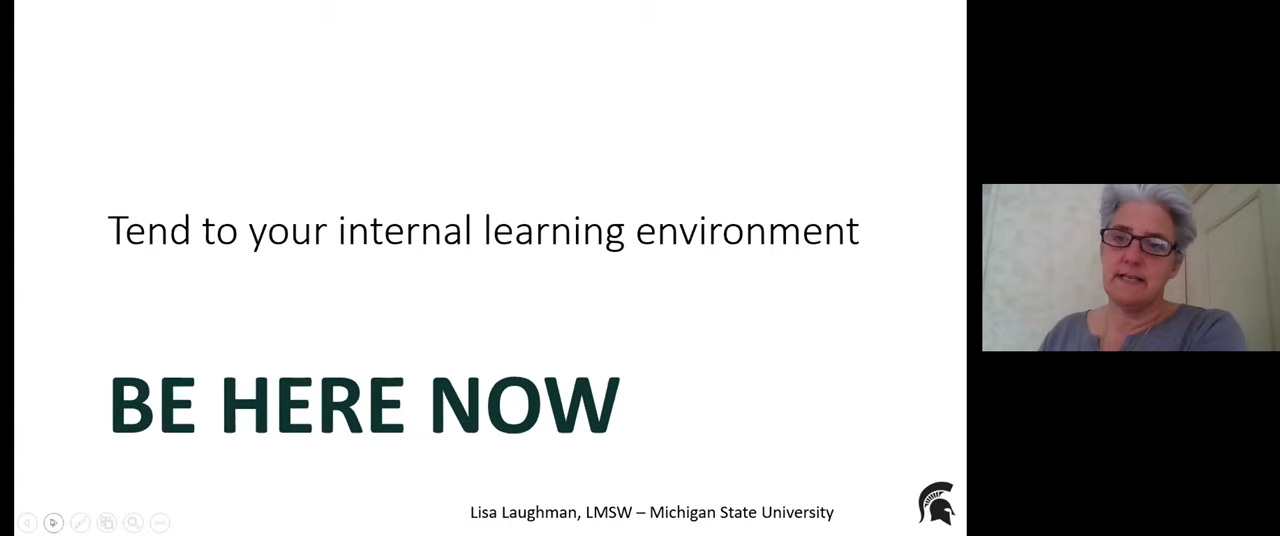 Tend to your internal learning environment
BE HERE NOW
Lisa Laughman, LMSW – Michigan State University